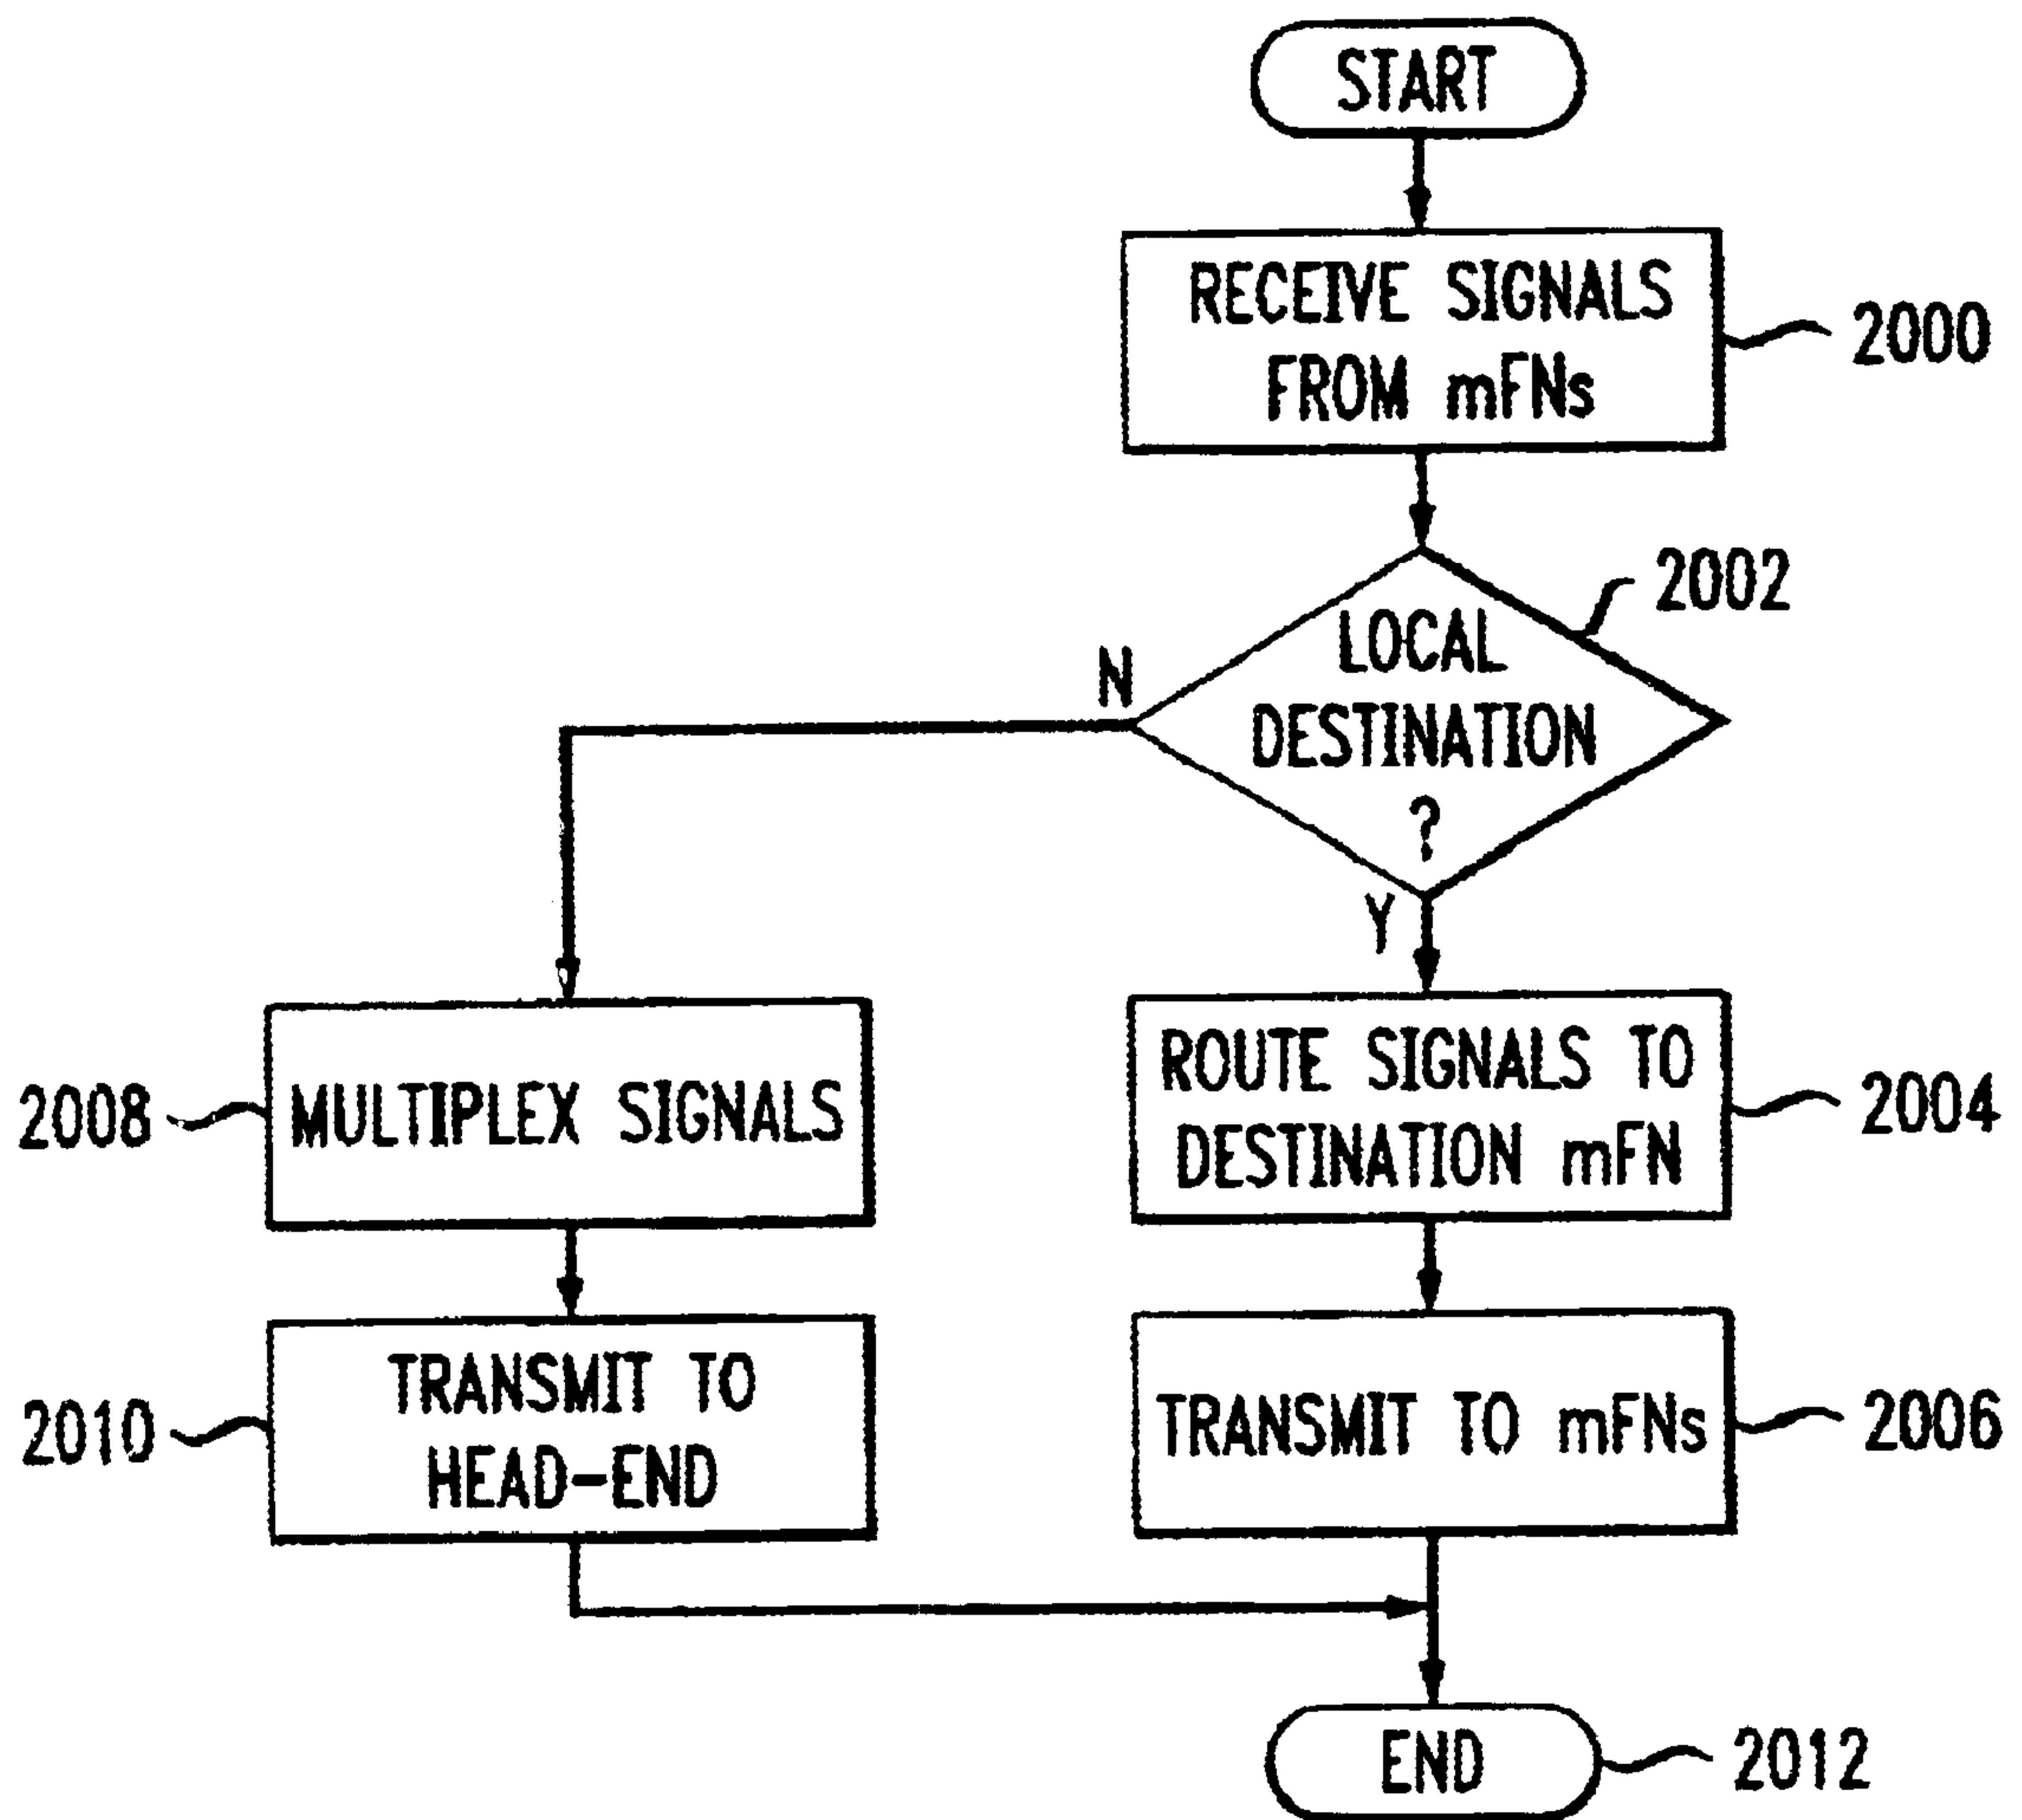 START
RECEIVE SIGNALS
FROM mFNs
2000
2002
LOCAL
DESTINATION
?
N
Y
2008
MULTIPLEX SIGNALS
ROUTE SIGNALS TO
DESTINATION mFN
2004
2010
TRANSMIT TO
HEAD-END
TRANSMIT TO mFNs
2006
END
2012